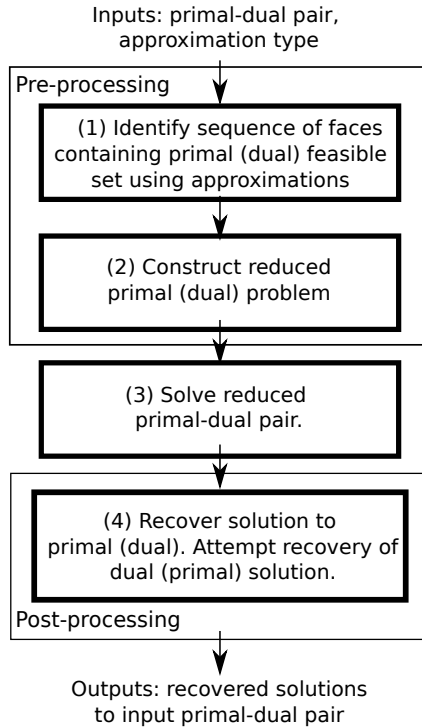 Inputs: primal-dual pair,
approximation type
Pre-processing
(1) Identify sequence of faces
containing primal (dual) feasible
set using approximations
(2) Construct reduced
primal (dual) problem
(3) Solve reduced
primal-dual pair.
(4) Recover solution to
primal (dual). Attempt recovery of
dual (primal) solution.
Post-processing
Outputs: recovered solutions
to input primal-dual pair